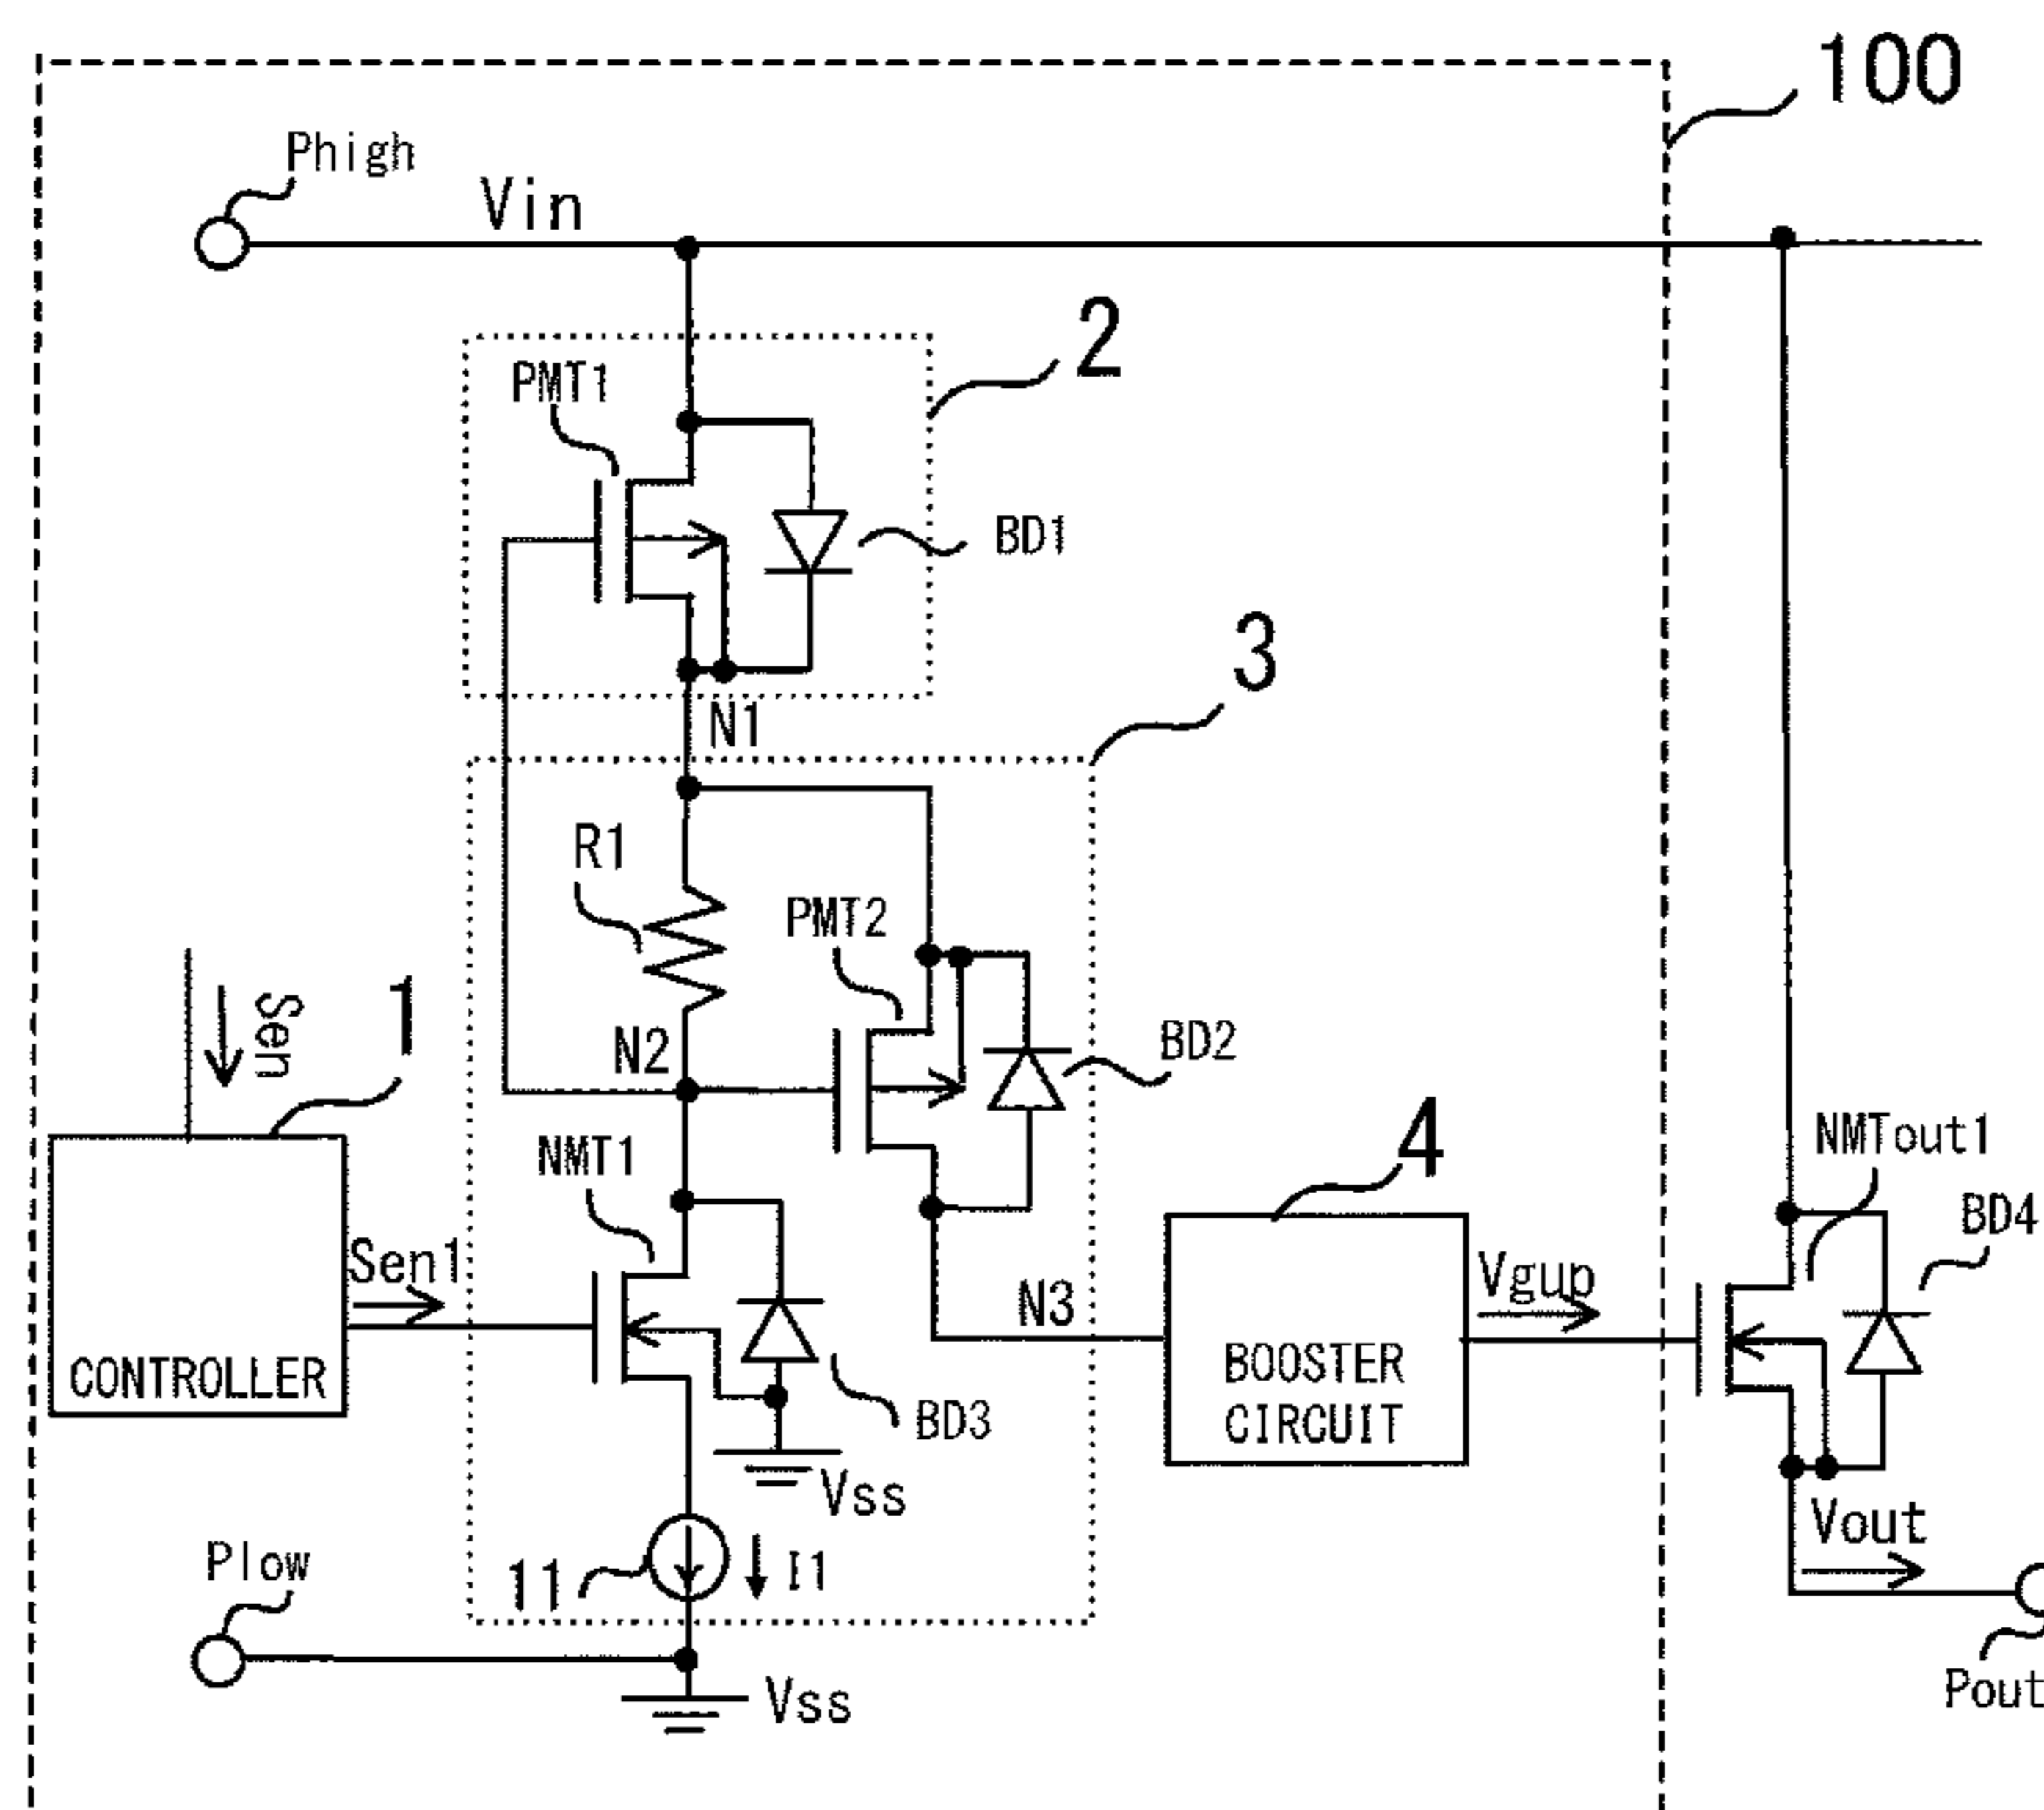 100
Phigh
Vin
2
PMT1
BD1
3
N1
R1
PMT2
Sen
1
N2
BD2
NMT1
4
NMTout1
BD4
Sen1
Vgup
N3
CONTROLLER
BD3
BOOSTER
CIRCUIT
Vss
Vout
Plow
11
I1
Pout
Vss